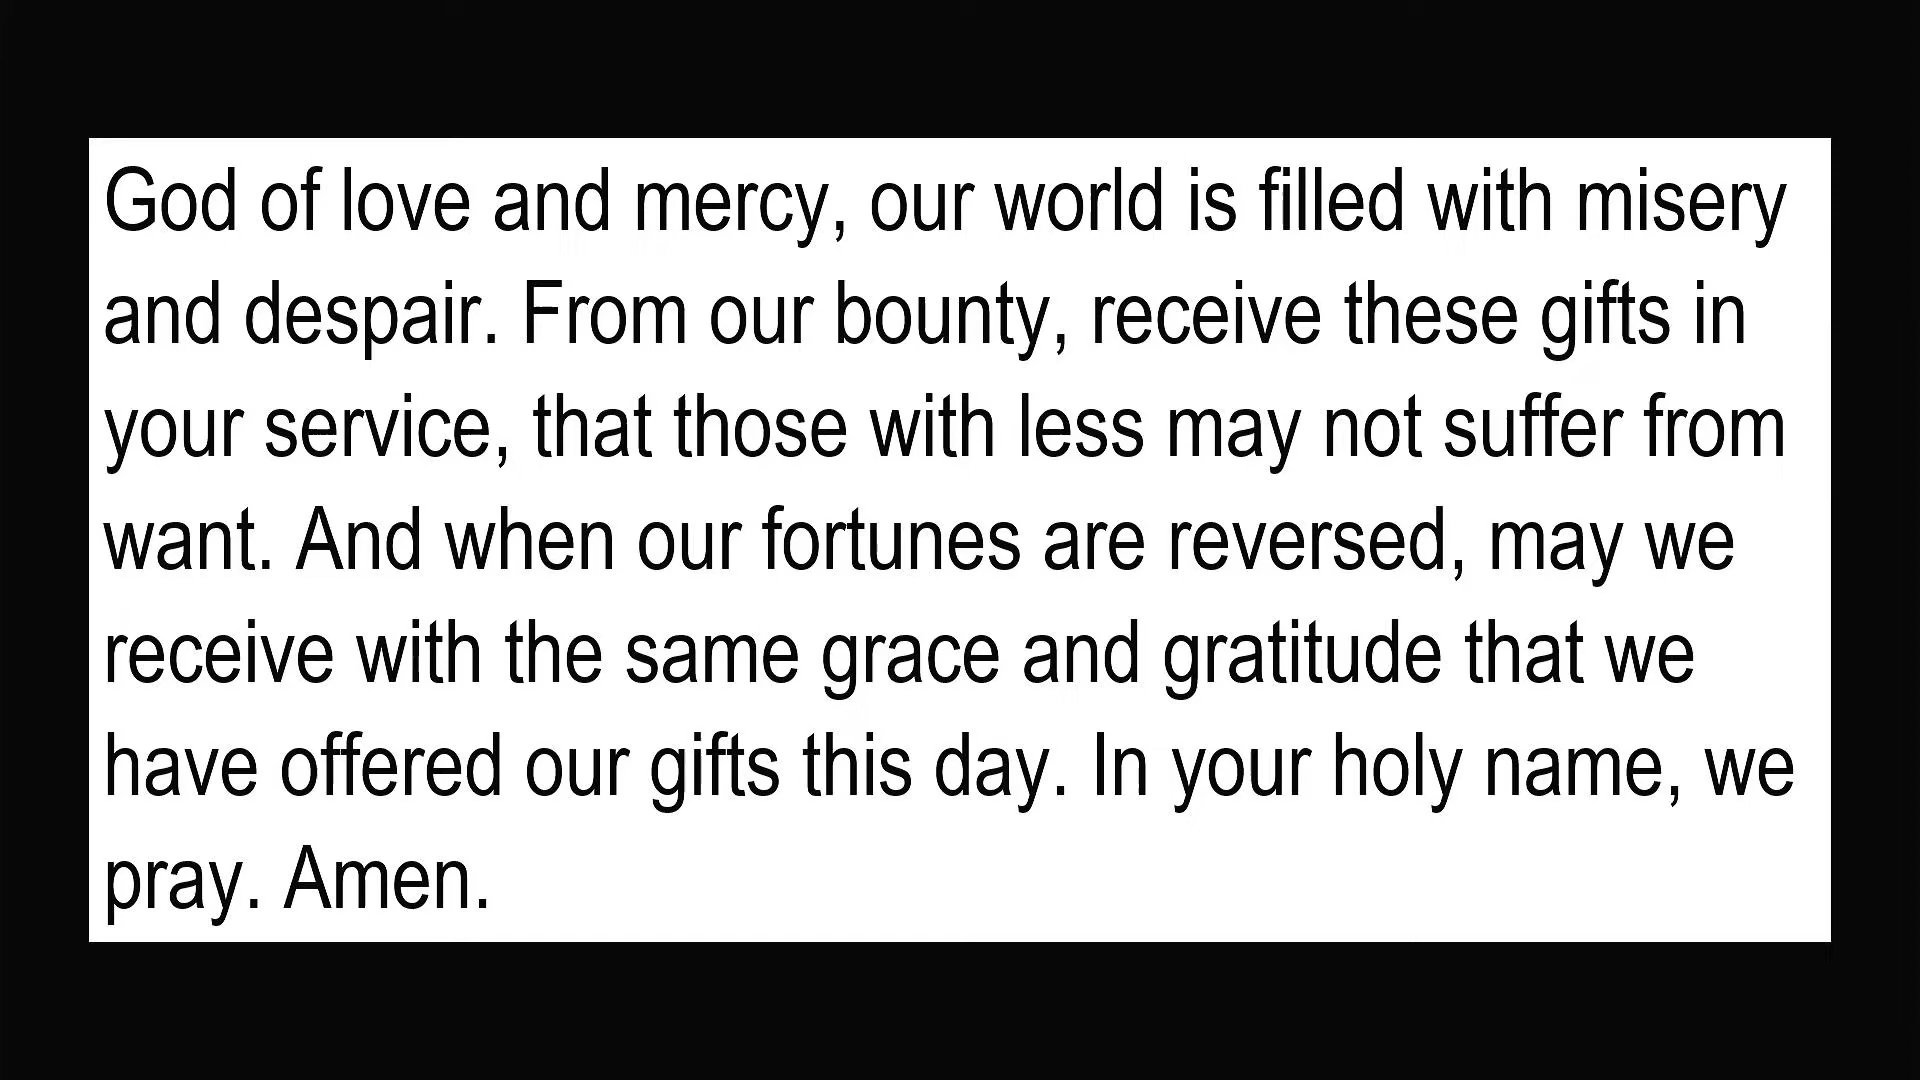 God of love and mercy, our world is filled with misery
and despair. From our bounty, receive these gifts in
your service, that those with less may not suffer from
want. And when our fortunes are reversed, may we
receive with the same grace and gratitude that we
have offered our gifts this day. In your holy name, we
pray. Amen.